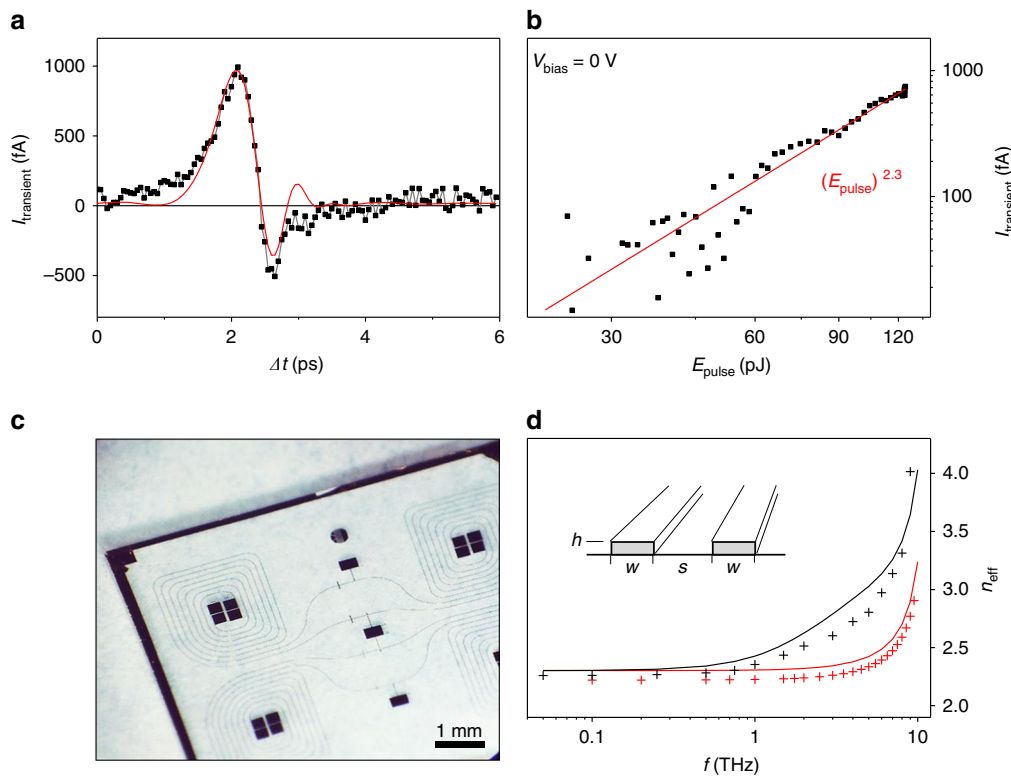 a
1000
500
0
−500
I_transient (fA)
0
2
4
6
Δt (ps)
b
V_bias = 0 V
1000
100
I_transient (fA)
(E_pulse)^2.3
30
60
90
120
E_pulse (pJ)
c
1 mm
d
4.0
3.5
3.0
2.5
2.0
n_eff
h
w
s
w
0.1
1
10
f (THz)